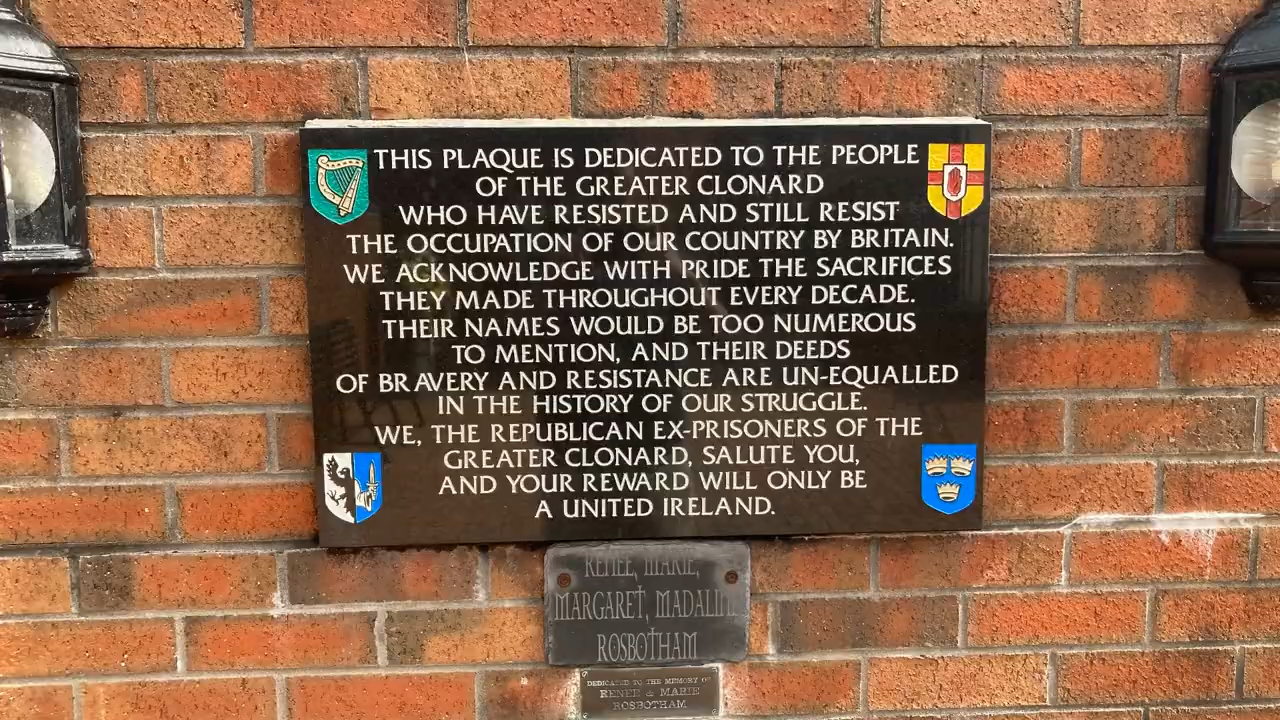 THIS PLAQUE IS DEDICATED TO THE PEOPLE
OF THE GREATER CLONARD
WHO HAVE RESISTED AND STILL RESIST
THE OCCUPATION OF OUR COUNTRY BY BRITAIN.
WE ACKNOWLEDGE WITH PRIDE THE SACRIFICES
THEY MADE THROUGHOUT EVERY DECADE.
THEIR NAMES WOULD BE TOO NUMEROUS
TO MENTION, AND THEIR DEEDS
OF BRAVERY AND RESISTANCE ARE UN-EQUALLED
IN THE HISTORY OF OUR STRUGGLE.
WE, THE REPUBLICAN EX-PRISONERS OF THE
GREATER CLONARD, SALUTE YOU,
AND YOUR REWARD WILL ONLY BE
A UNITED IRELAND.
RENEE, MARIE,
MARGARET,
ROSBOTHAM
DEDICATED TO THE MEMORY OF
RENEE & MARIE
ROSBOTHAM